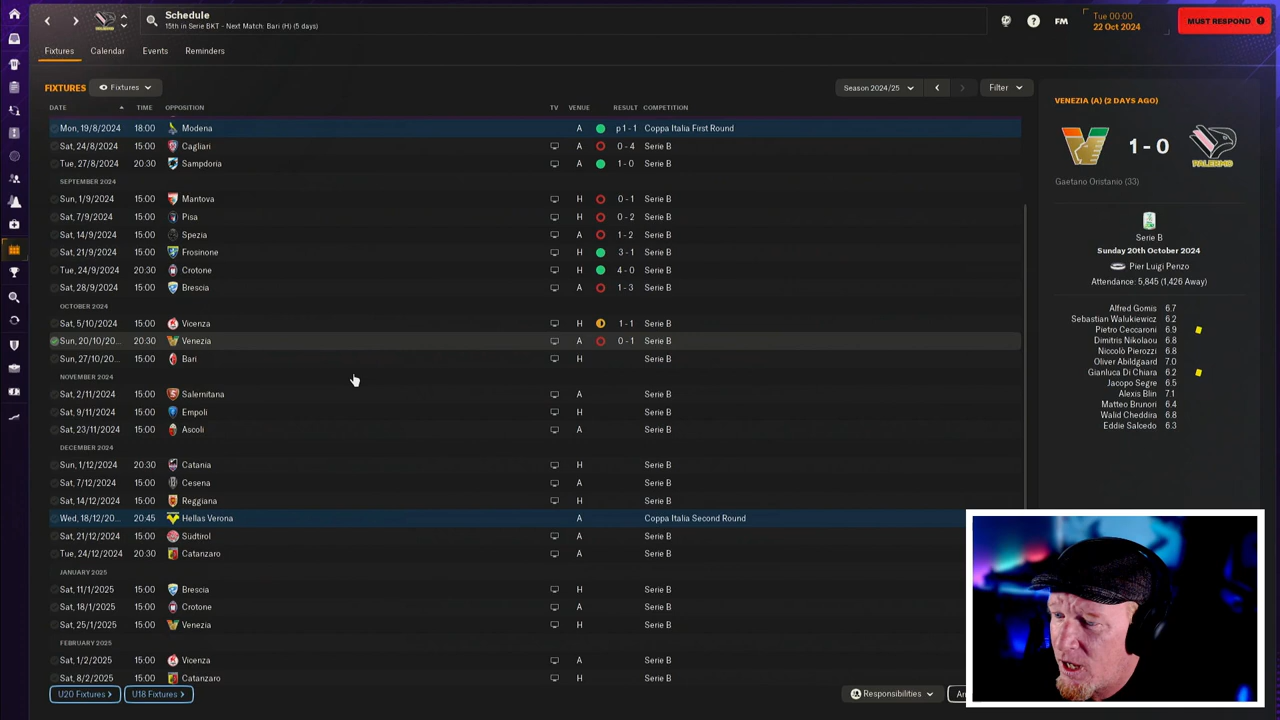 Schedule
15th in Serie BKT - Next Match: Bari (H) (5 days)
FM
Tue 00:00
22 Oct 2024
MUST RESPOND
Fixtures Calendar Events Reminders
FIXTURES Fixtures Season 2024/25 Filter
DATE TIME OPPOSITION TV VENUE RESULT COMPETITION
Mon, 19/8/2024 18:00 Modena A p 1 - 1 Coppa Italia First Round
Sat, 24/8/2024 15:00 Cagliari A 0 - 4 Serie B
Tue, 27/8/2024 20:30 Sampdoria A 1 - 0 Serie B
SEPTEMBER 2024
Sun, 1/9/2024 15:00 Mantova H 0 - 1 Serie B
Sat, 7/9/2024 15:00 Pisa H 0 - 2 Serie B
Sat, 14/9/2024 15:00 Spezia A 1 - 2 Serie B
Sat, 21/9/2024 15:00 Frosinone H 3 - 1 Serie B
Tue, 24/9/2024 20:30 Crotone H 4 - 0 Serie B
Sat, 28/9/2024 15:00 Brescia A 1 - 3 Serie B
OCTOBER 2024
Sat, 5/10/2024 15:00 Vicenza H 1 - 1 Serie B
Sun, 20/10/20... 20:30 Venezia A 0 - 1 Serie B
Sun, 27/10/20... 15:00 Bari H Serie B
NOVEMBER 2024
Sat, 2/11/2024 15:00 Salernitana A Serie B
Sat, 9/11/2024 15:00 Empoli H Serie B
Sat, 23/11/2024 15:00 Ascoli A Serie B
DECEMBER 2024
Sun, 1/12/2024 20:30 Catania H Serie B
Sat, 7/12/2024 15:00 Cesena A Serie B
Sat, 14/12/2024 15:00 Reggiana H Serie B
Wed, 18/12/20... 20:45 Hellas Verona A Coppa Italia Second Round
Sat, 21/12/2024 15:00 Südtirol A Serie B
Tue, 24/12/2024 20:30 Catanzaro A Serie B
JANUARY 2025
Sat, 11/1/2025 15:00 Brescia H Serie B
Sat, 18/1/2025 15:00 Crotone A Serie B
Sat, 25/1/2025 15:00 Venezia H Serie B
FEBRUARY 2025
Sat, 1/2/2025 15:00 Vicenza A Serie B
Sat, 8/2/2025 15:00 Catanzaro H Serie B
U20 Fixtures U18 Fixtures Responsibilities
VENEZIA (A) (2 DAYS AGO)
1 - 0
PALERMO
Gaetano Oristanio (33)
Serie B
Sunday 20th October 2024
Pier Luigi Penzo
Attendance: 5,845 (1,426 Away)
Alfred Gomis 6.7
Sebastian Walukiewicz 6.2
Pietro Ceccaroni 6.9
Dimitris Nikolaou 6.8
Niccolò Pierozzi 6.8
Oliver Abildgaard 7.0
Gianluca Di Chiara 6.2
Jacopo Segre 6.5
Alexis Blin 7.1
Matteo Brunori 6.4
Walid Cheddira 6.8
Eddie Salcedo 6.3